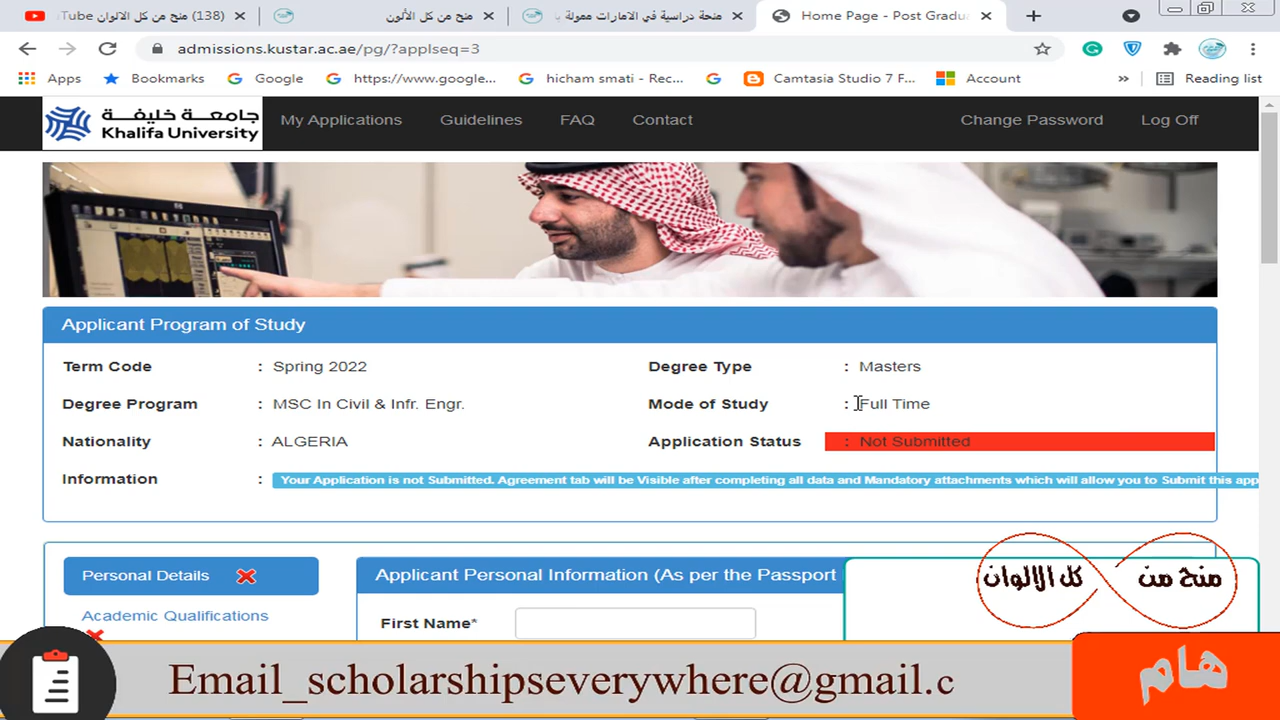 (138) منح من كل الالوان Tube
منح من كل الألون
منحة دراسية في الامارات ممولة با
Home Page - Post Gradu
admissions.kustar.ac.ae/pg/?applseq=3
Apps Bookmarks Google https://www.google... hicham smati - Rec... Camtasia Studio 7 F... Account » Reading list
جامعة خليفة
Khalifa University
My Applications Guidelines FAQ Contact Change Password Log Off
Applicant Program of Study
Term Code : Spring 2022 Degree Type : Masters
Degree Program : MSC In Civil & Infr. Engr. Mode of Study : Full Time
Nationality : ALGERIA Application Status : Not Submitted
Information : Your Application is not Submitted. Agreement tab will be Visible after completing all data and Mandatory attachments which will allow you to Submit this app
Personal Details
Applicant Personal Information (As per the Passport
منح من كل الالوان
Academic Qualifications
First Name*
Email_scholarshipseverywhere@gmail.c
هام